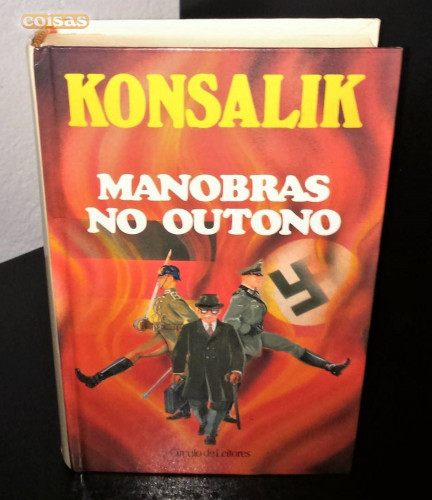 coisas
KONSALIK
MANOBRAS
NO OUTONO
Círculo de Leitores